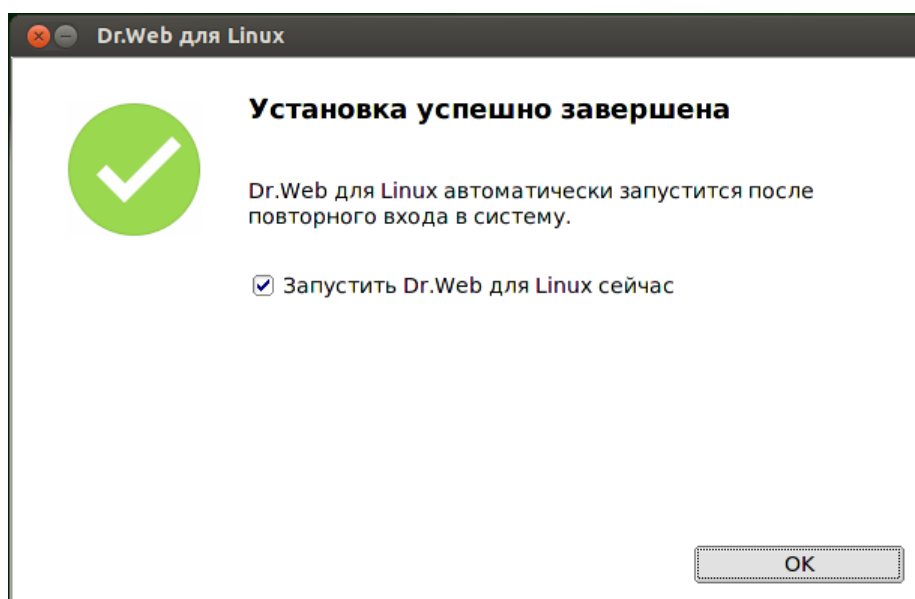 Dr.Web для Linux
Установка успешно завершена
Dr.Web для Linux автоматически запустится после
повторного входа в систему.
Запустить Dr.Web для Linux сейчас
OK